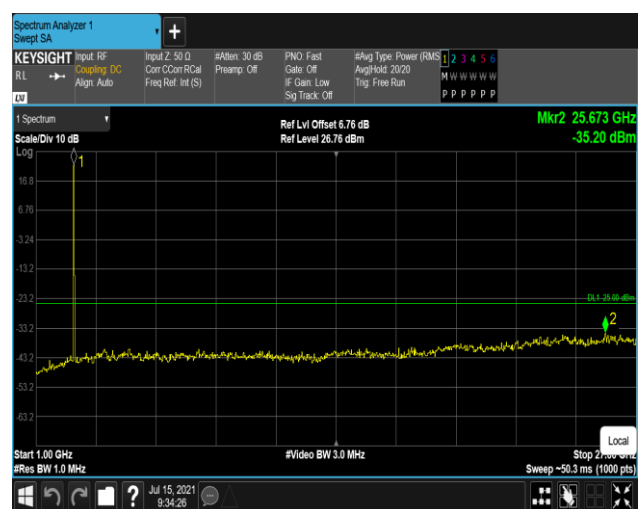 Spectrum Analyzer 1
Swept SA
+
KEYSIGHT
RL
LXI
Input: RF
Coupling: DC
Align: Auto
Input Z: 50 Ω
Corr CCorr RCal
Freq Ref: Int (S)
#Atten: 30 dB
Preamp: Off
PNO: Fast
Gate: Off
IF Gain: Low
Sig Track: Off
#Avg Type: Power (RMS
Avg|Hold: 20/20
Trig: Free Run
1 2 3 4 5 6
M W W W W W
P P P P P P
1 Spectrum
Scale/Div 10 dB
Log
Ref Lvl Offset 6.76 dB
Ref Level 26.76 dBm
Mkr2 25.673 GHz
-35.20 dBm
1
16.8
6.76
-3.24
-13.2
-23.2
DL1 -25.00 dBm
2
-33.2
-43.2
-53.2
-63.2
Local
Start 1.00 GHz
#Video BW 3.0 MHz
Stop 27.00 GHz
#Res BW 1.0 MHz
Sweep ~50.3 ms (1000 pts)
?
Jul 15, 2021
9:34:26